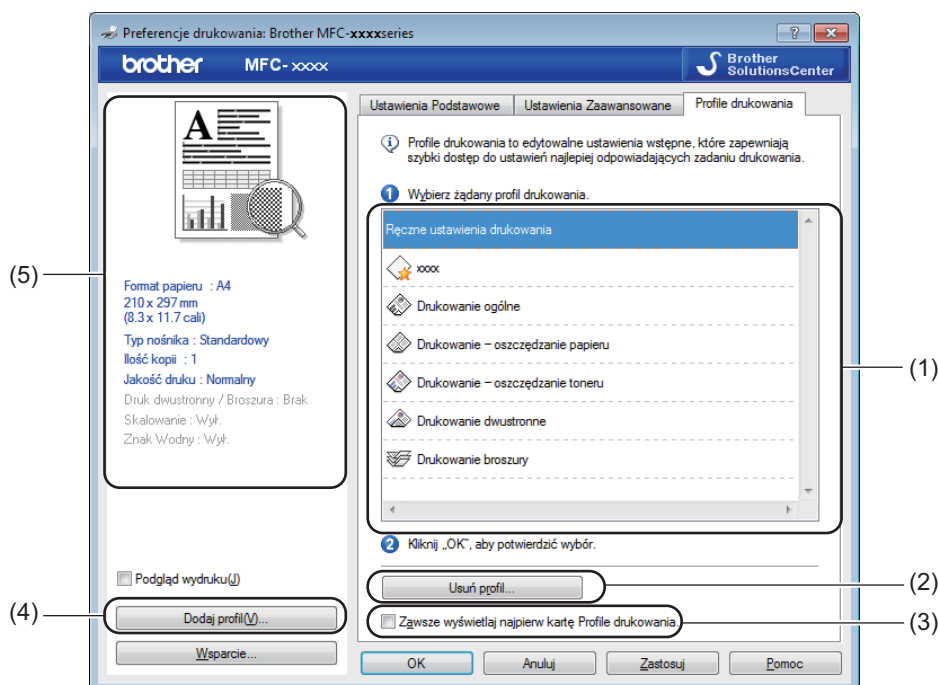 Preferencje drukowania: Brother MFC-xxxxseries
brother MFC- xxxx
Brother
SolutionsCenter
Ustawienia Podstawowe
Ustawienia Zaawansowane
Profile drukowania
Profile drukowania to edytowalne ustawienia wstępne, które zapewniają
szybki dostęp do ustawień najlepiej odpowiadających zadaniu drukowania.
1 Wybierz żądany profil drukowania.
Ręczne ustawienia drukowania
xxxx
Drukowanie ogólne
Drukowanie – oszczędzanie papieru
Drukowanie – oszczędzanie toneru
Drukowanie dwustronne
Drukowanie broszury
2 Kliknij „OK”, aby potwierdzić wybór.
Usuń profil...
Zawsze wyświetlaj najpierw kartę Profile drukowania.
OK
Anuluj
Zastosuj
Pomoc
A
Format papieru : A4
210 x 297 mm
(8.3 x 11.7 cali)
Typ nośnika : Standardowy
Ilość kopii : 1
Jakość druku : Normalny
Druk dwustronny / Broszura : Brak
Skalowanie : Wył.
Znak Wodny : Wył.
Podgląd wydruku(J)
Dodaj profil(V)...
Wsparcie...
(5)
(4)
(1)
(2)
(3)